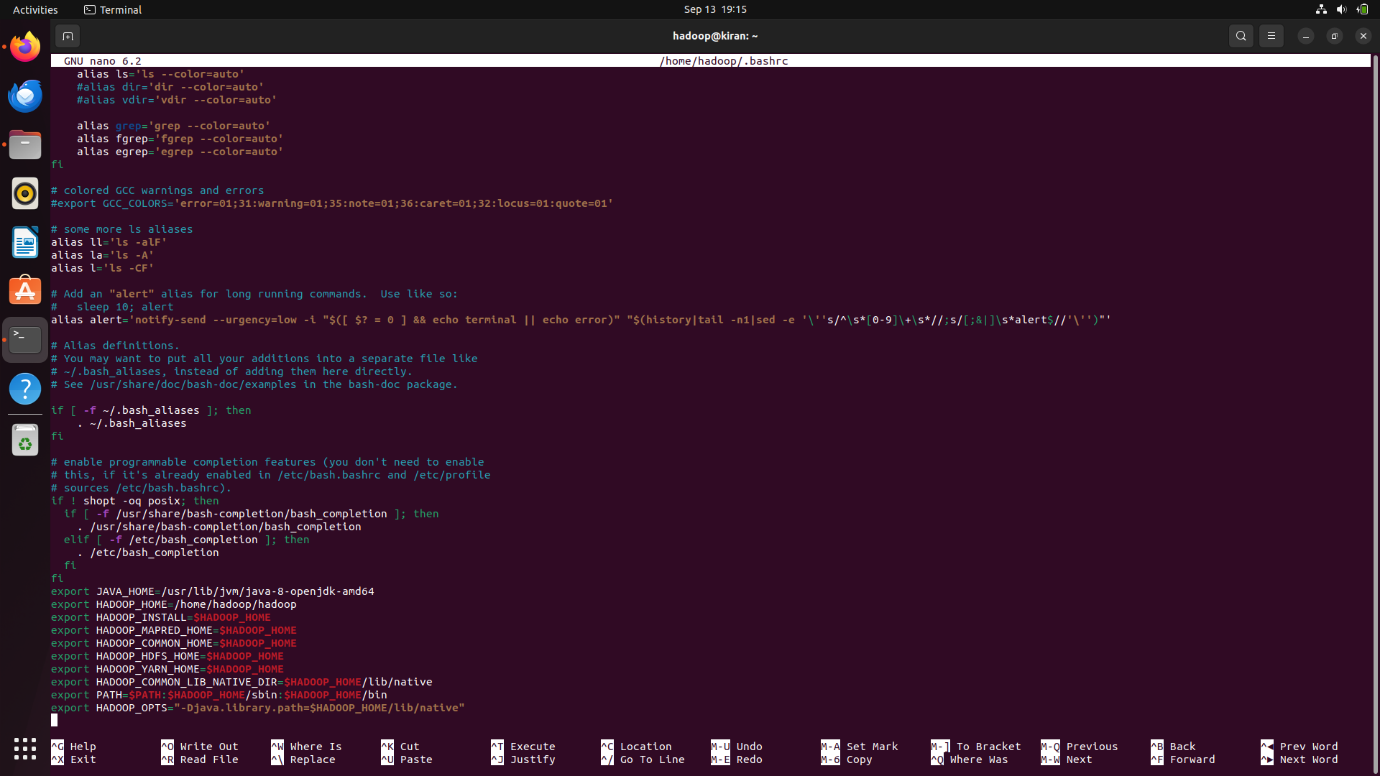 Activities Terminal Sep 13 19:15
hadoop@kiran: ~
GNU nano 6.2 /home/hadoop/.bashrc
    alias ls='ls --color=auto'
    #alias dir='dir --color=auto'
    #alias vdir='vdir --color=auto'
    alias grep='grep --color=auto'
    alias fgrep='fgrep --color=auto'
    alias egrep='egrep --color=auto'
fi
# colored GCC warnings and errors
#export GCC_COLORS='error=01;31:warning=01;35:note=01;36:caret=01;32:locus=01:quote=01'
# some more ls aliases
alias ll='ls -alF'
alias la='ls -A'
alias l='ls -CF'
# Add an "alert" alias for long running commands.  Use like so:
#   sleep 10; alert
alias alert='notify-send --urgency=low -i "$([ $? = 0 ] && echo terminal || echo error)" "$(history|tail -n1|sed -e '\''s/^\s*[0-9]\+\s*//;s/[;&|]\s*alert$//'\'')"'
# Alias definitions.
# You may want to put all your additions into a separate file like
# ~/.bash_aliases, instead of adding them here directly.
# See /usr/share/doc/bash-doc/examples in the bash-doc package.
if [ -f ~/.bash_aliases ]; then
    . ~/.bash_aliases
fi
# enable programmable completion features (you don't need to enable
# this, if it's already enabled in /etc/bash.bashrc and /etc/profile
# sources /etc/bash.bashrc).
if ! shopt -oq posix; then
  if [ -f /usr/share/bash-completion/bash_completion ]; then
    . /usr/share/bash-completion/bash_completion
  elif [ -f /etc/bash_completion ]; then
    . /etc/bash_completion
  fi
fi
export JAVA_HOME=/usr/lib/jvm/java-8-openjdk-amd64
export HADOOP_HOME=/home/hadoop/hadoop
export HADOOP_INSTALL=$HADOOP_HOME
export HADOOP_MAPRED_HOME=$HADOOP_HOME
export HADOOP_COMMON_HOME=$HADOOP_HOME
export HADOOP_HDFS_HOME=$HADOOP_HOME
export HADOOP_YARN_HOME=$HADOOP_HOME
export HADOOP_COMMON_LIB_NATIVE_DIR=$HADOOP_HOME/lib/native
export PATH=$PATH:$HADOOP_HOME/sbin:$HADOOP_HOME/bin
export HADOOP_OPTS="-Djava.library.path=$HADOOP_HOME/lib/native"
^G Help ^O Write Out ^W Where Is ^K Cut ^T Execute ^C Location M-U Undo M-A Set Mark M-] To Bracket M-Q Previous ^B Back ^◀ Prev Word
^X Exit ^R Read File ^\ Replace ^U Paste ^J Justify ^/ Go To Line M-E Redo M-6 Copy ^Q Where Was M-W Next ^F Forward ^▶ Next Word